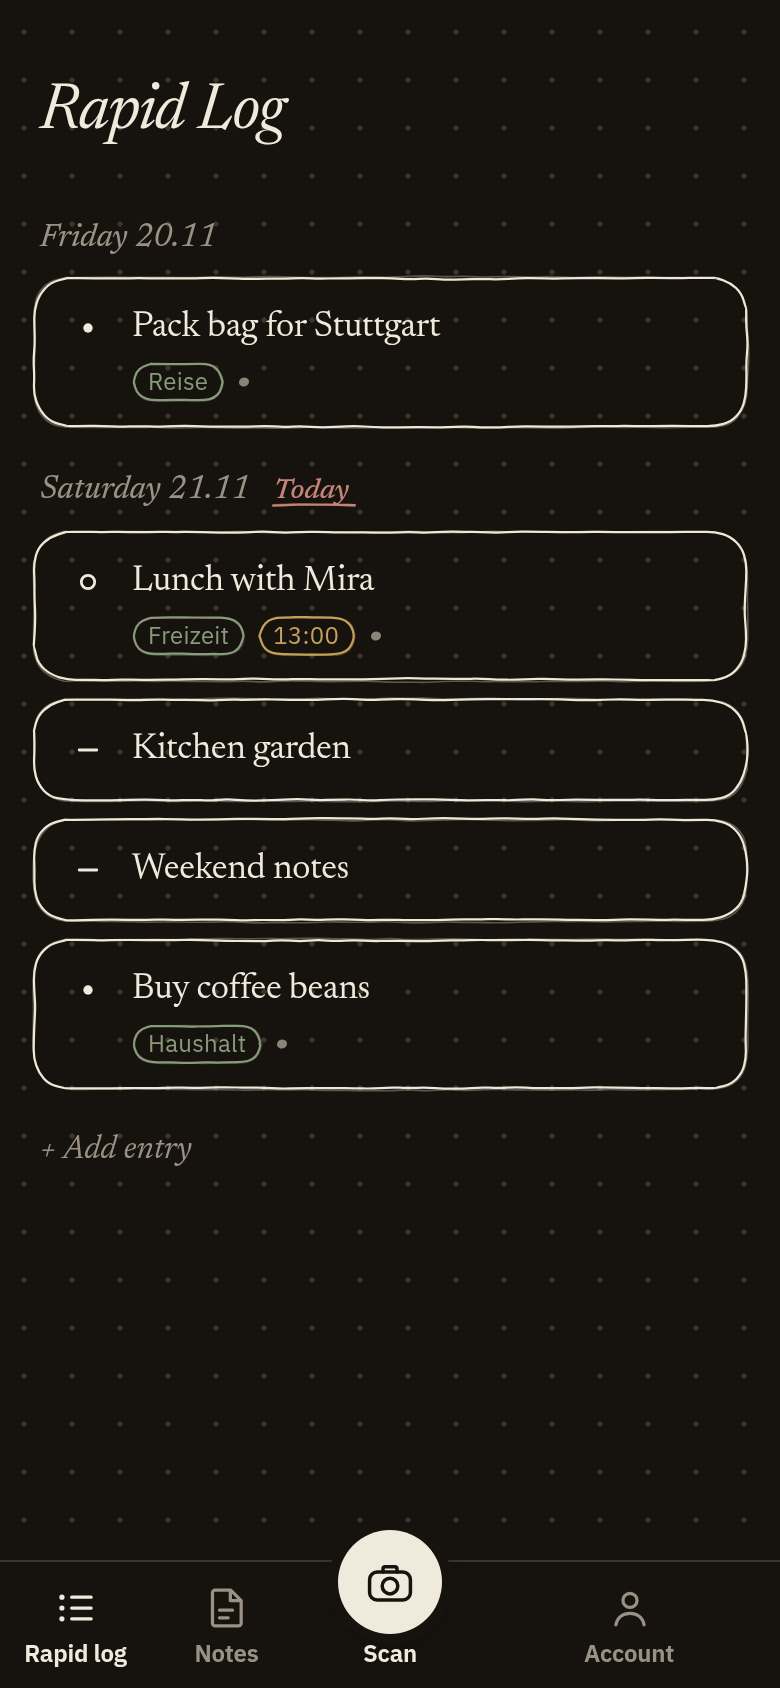 Rapid Log
Friday 20.11
• Pack bag for Stuttgart
Reise •
Saturday 21.11 Today
○ Lunch with Mira
Freizeit 13:00 •
– Kitchen garden
– Weekend notes
• Buy coffee beans
Haushalt •
+ Add entry
Rapid log Notes Scan Account